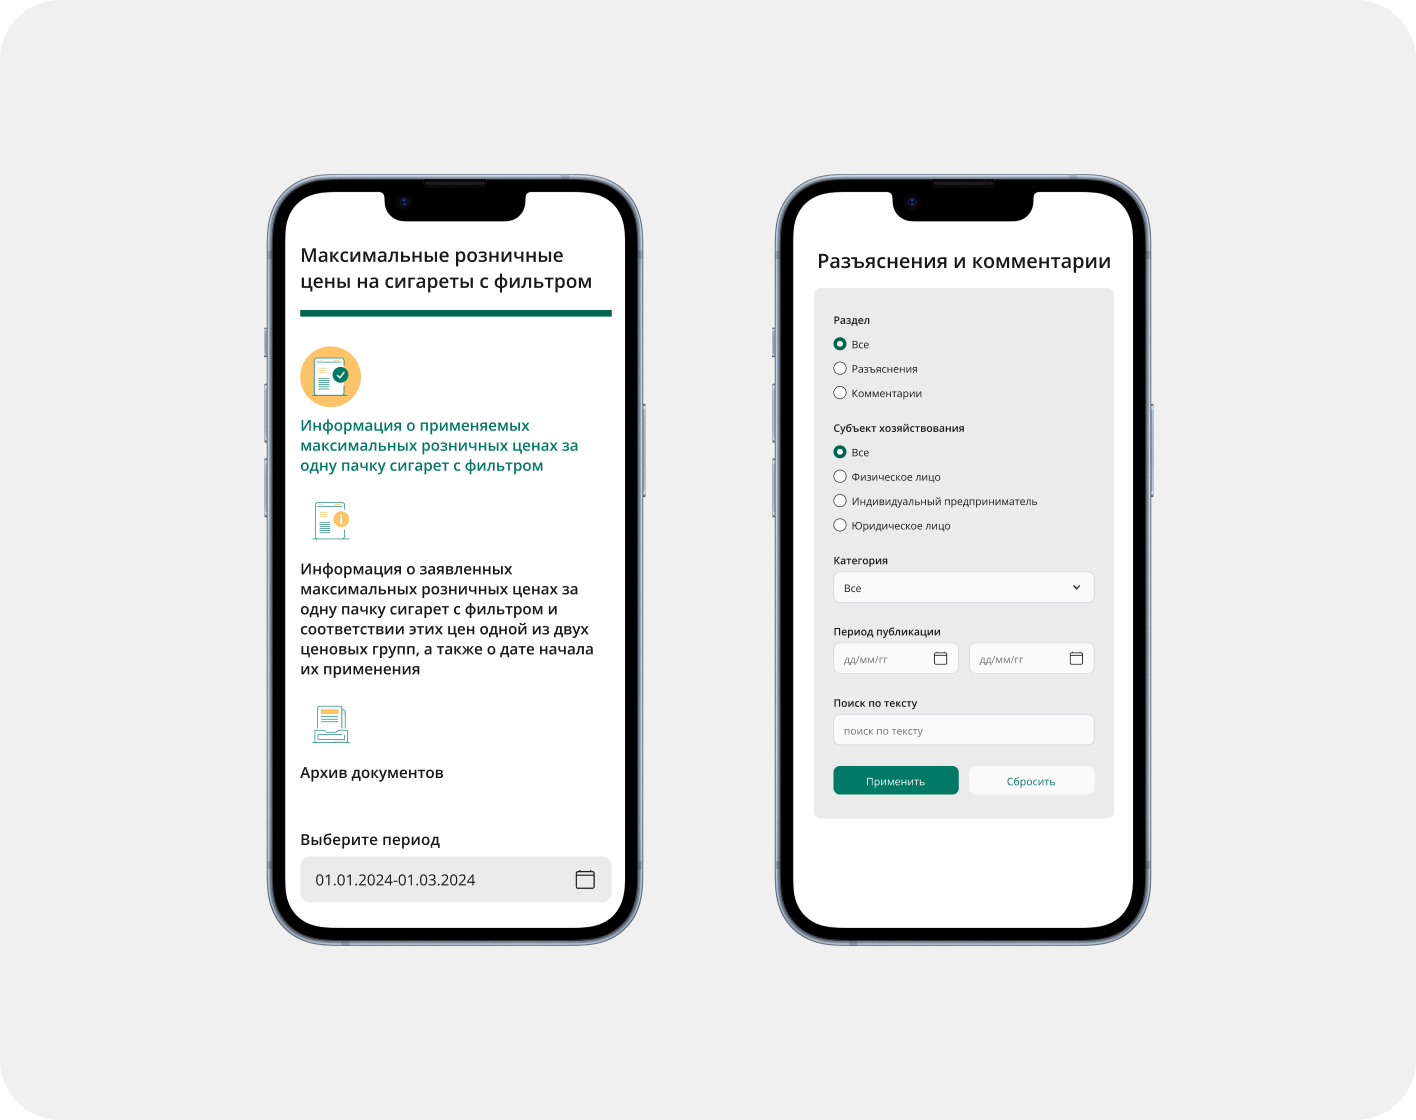 Максимальные розничные
цены на сигареты с фильтром
Информация о применяемых
максимальных розничных ценах за
одну пачку сигарет с фильтром
Информация о заявленных
максимальных розничных ценах за
одну пачку сигарет с фильтром и
соответствии этих цен одной из двух
ценовых групп, а также о дате начала
их применения
Архив документов
Выберите период
01.01.2024-01.03.2024
Разъяснения и комментарии
Раздел
Все
Разъяснения
Комментарии
Субъект хозяйствования
Все
Физическое лицо
Индивидуальный предприниматель
Юридическое лицо
Категория
Все
Период публикации
дд/мм/гг дд/мм/гг
Поиск по тексту
поиск по тексту
Применить Сбросить